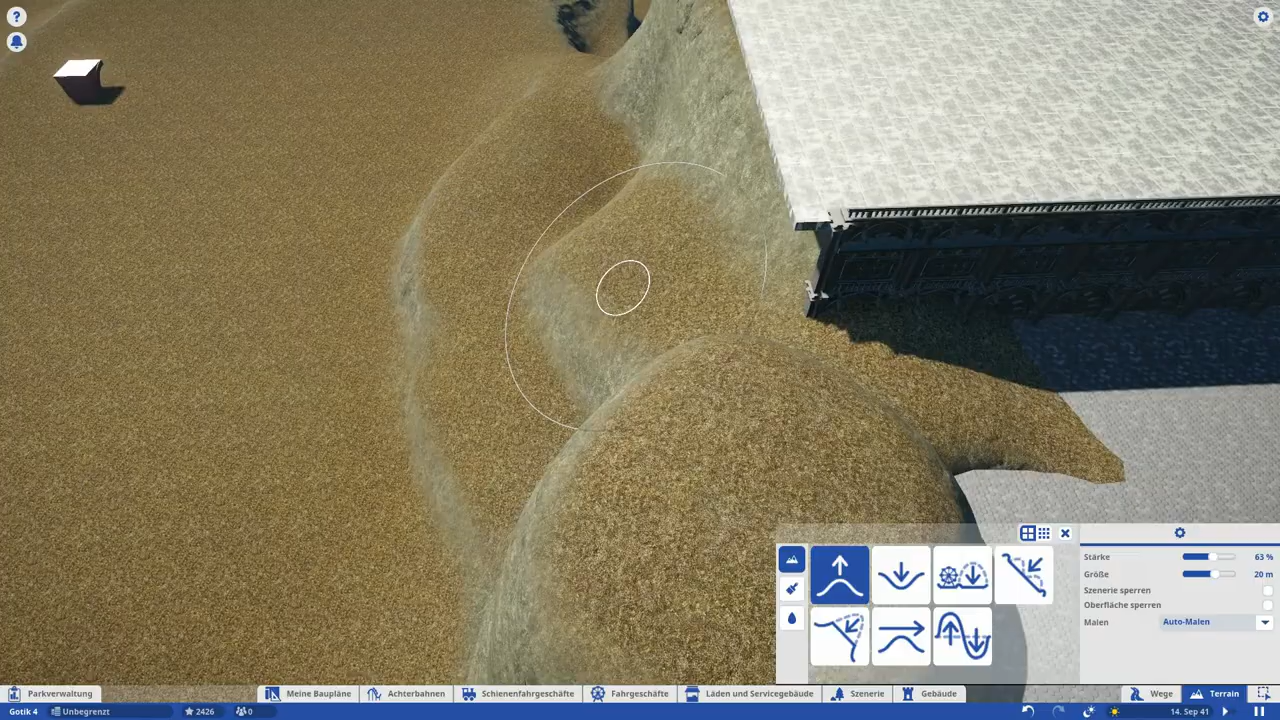 ?
Stärke 63 %
Größe 20 m
Szenerie sperren
Oberfläche sperren
Malen Auto-Malen
Parkverwaltung Meine Baupläne Achterbahnen Schienenfahrgeschäfte Fahrgeschäfte Läden und Servicegebäude Szenerie Gebäude Wege Terrain
Gotik 4 Unbegrenzt 2426 0 14. Sep 41